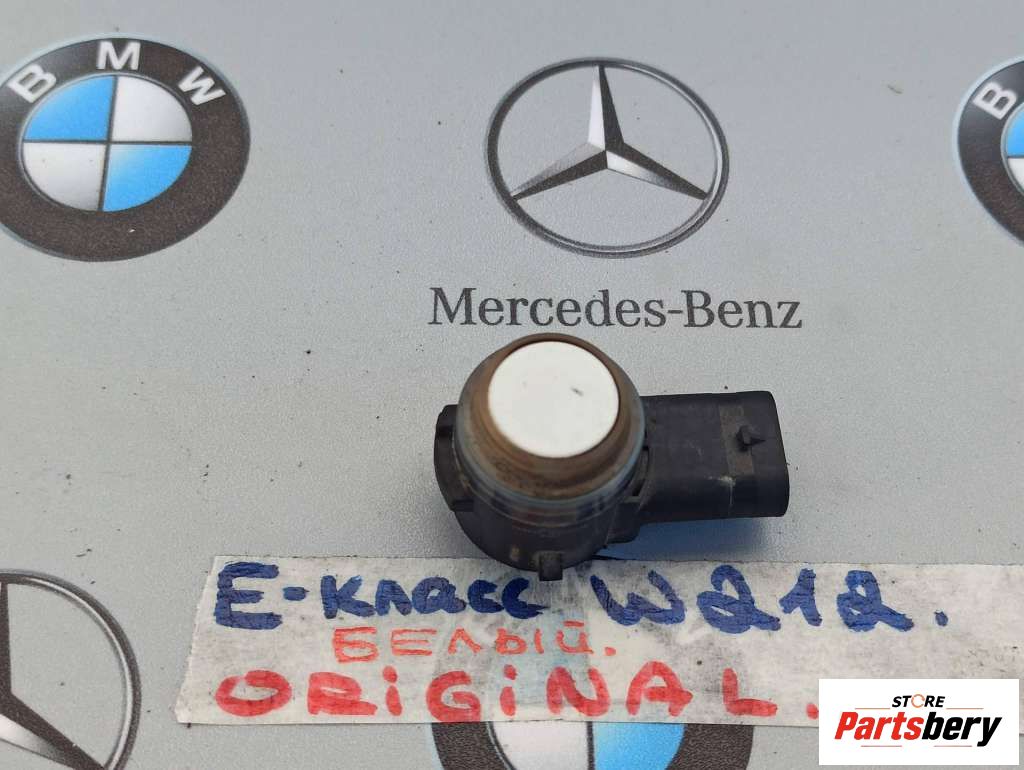 BMW
B
Mercedes-Benz
E-класс W212.
БЕЛЫЙ.
ORiGiNAL.
STORE
Partsbery